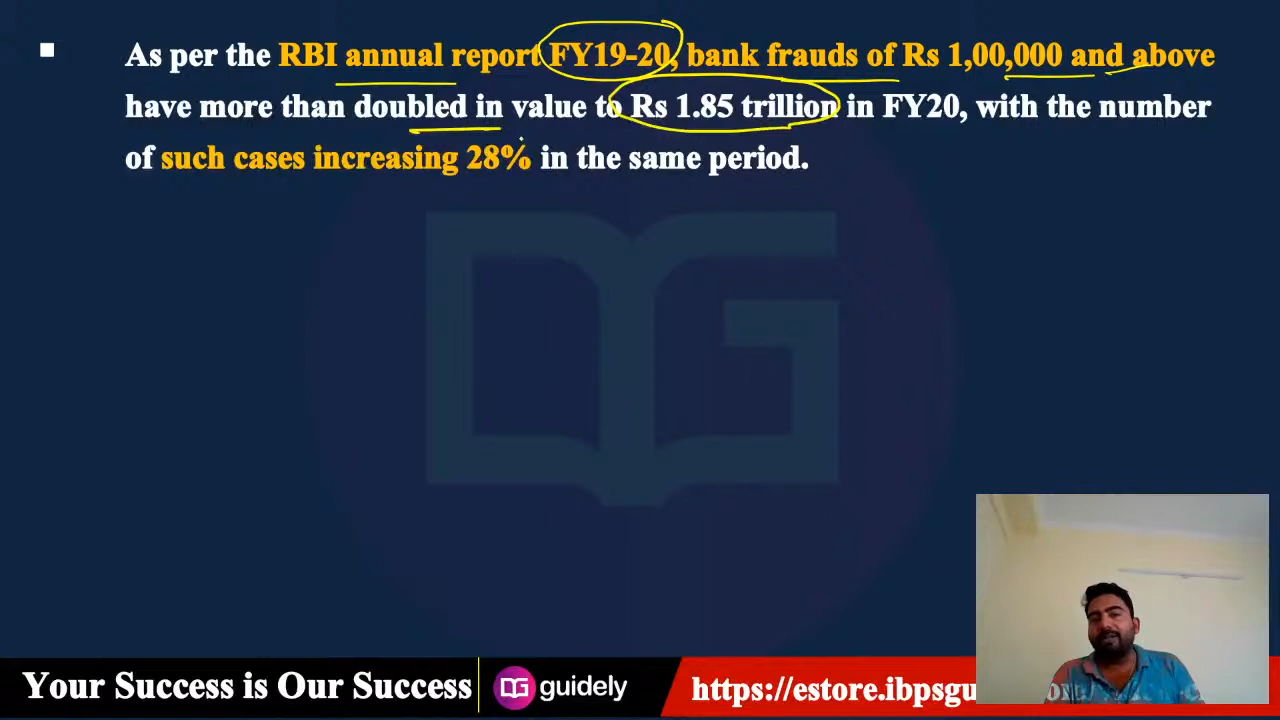 As per the RBI annual report FY19-20, bank frauds of Rs 1,00,000 and above
have more than doubled in value to Rs 1.85 trillion in FY20, with the number
of such cases increasing 28% in the same period.
Your Success is Our Success
guidely
https://estore.ibpsgu